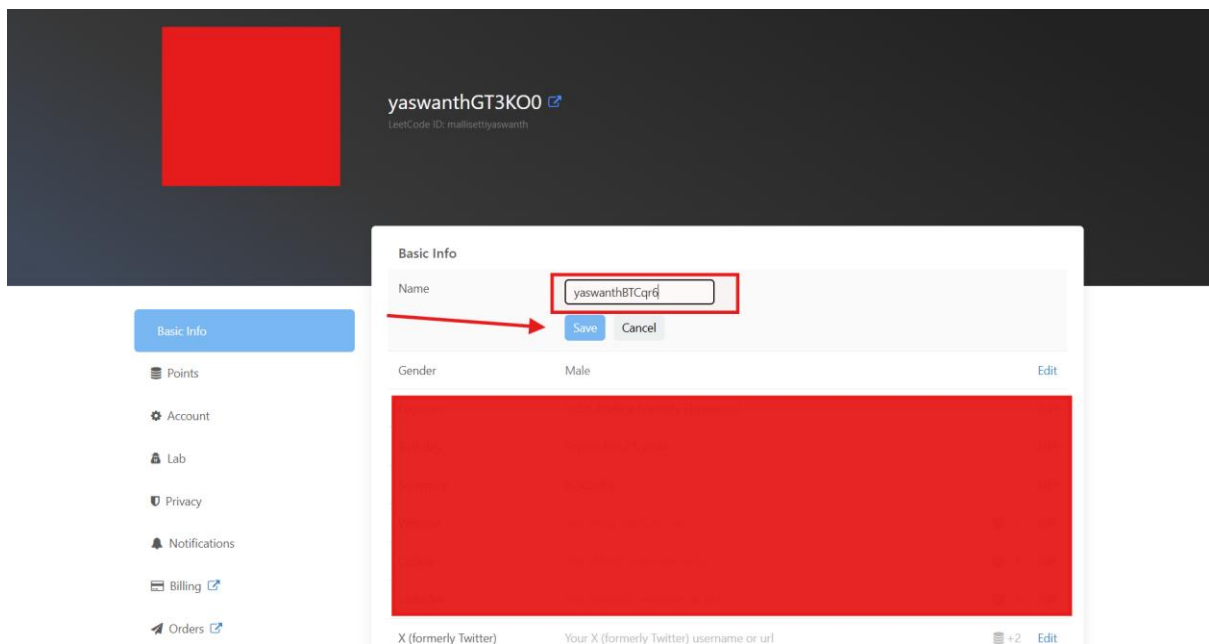 yaswanthGT3KO0
LeetCode ID: mallisettiyaswanth
Basic Info
Name
yaswanthBTCqr6
Save Cancel
Basic Info
Points
Account
Lab
Privacy
Notifications
Billing
Orders
Gender Male Edit
X (formerly Twitter) Your X (formerly Twitter) username or url +2 Edit